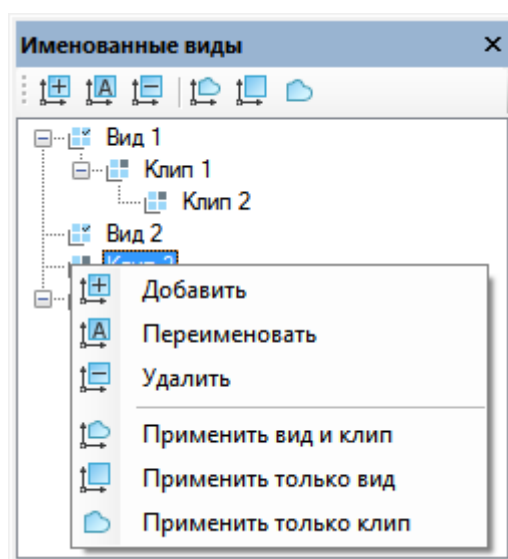 Именованные виды
Вид 1
Клип 1
Клип 2
Вид 2
Добавить
Переименовать
Удалить
Применить вид и клип
Применить только вид
Применить только клип